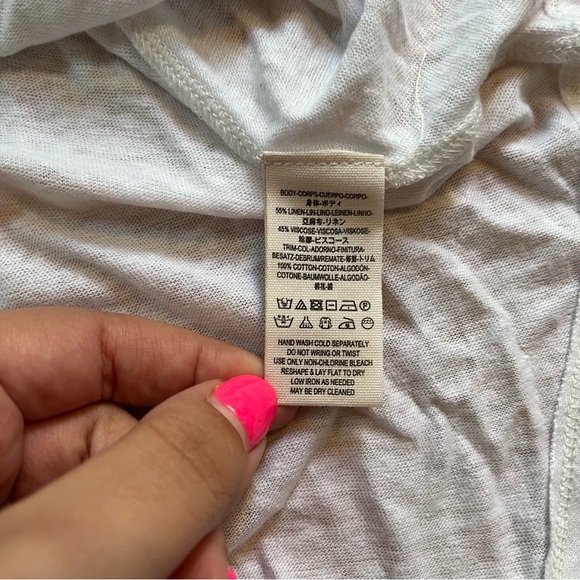 BODY-CORPS-CUERPO-CORPO-
身体-ボディ
55% LINEN-LIN-LINO-LEINEN-LINHO-
亞麻布-リネン
45% VISCOSE-VISCOSA-VISKOSE-
粘膠-ビスコース
TRIM-COL-ADORNO-FINITURA-
BESATZ-DEBRUM/REMATE-修裝-トリム
100% COTTON-COTON-ALGODÓN-
COTONE-BAUMWOLLE-ALGODÃO-
棉-綿
HAND WASH COLD SEPARATELY
DO NOT WRING OR TWIST
USE ONLY NON-CHLORINE BLEACH
RESHAPE & LAY FLAT TO DRY
LOW IRON AS NEEDED
MAY BE DRY CLEANED